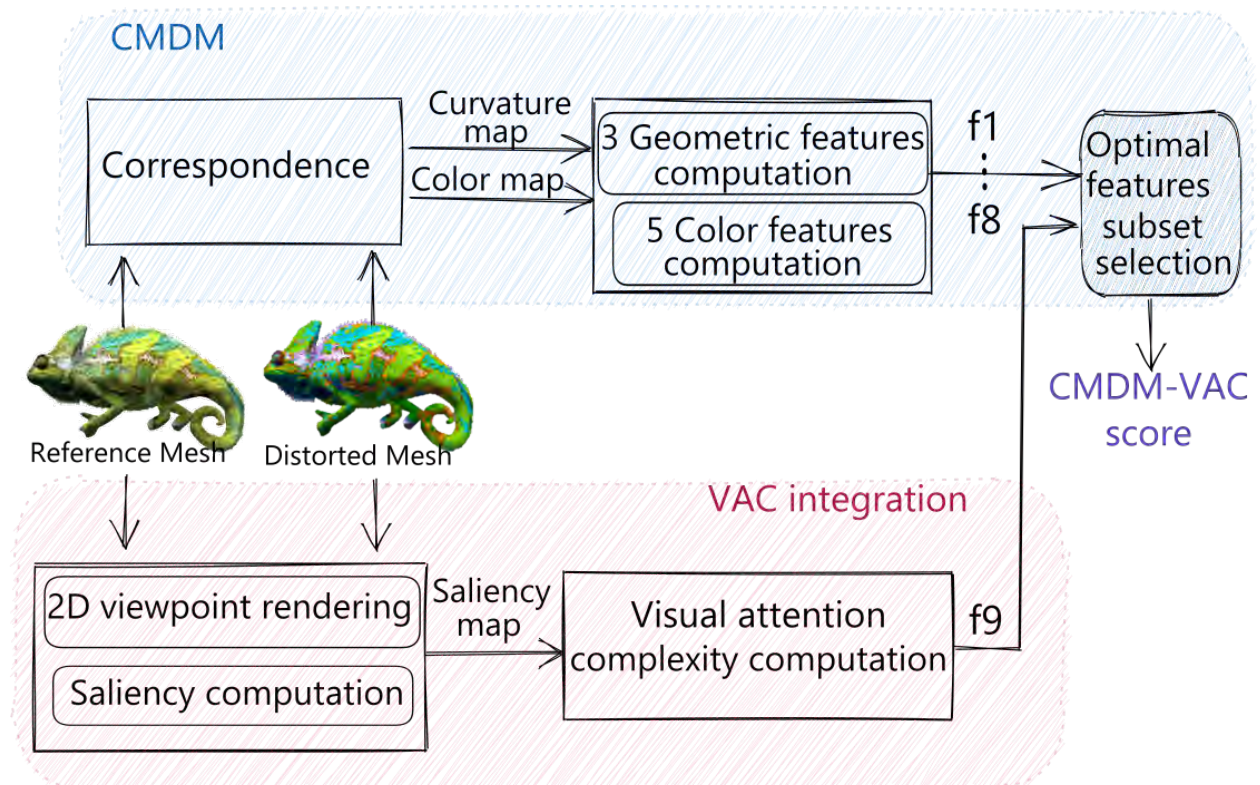 CMDM
Correspondence
Curvature
map
Color map
3 Geometric features
computation
5 Color features
computation
f1
f8
Optimal
features
subset
selection
Reference Mesh
Distorted Mesh
CMDM-VAC
score
VAC integration
2D viewpoint rendering
Saliency computation
Saliency
map
Visual attention
complexity computation
f9